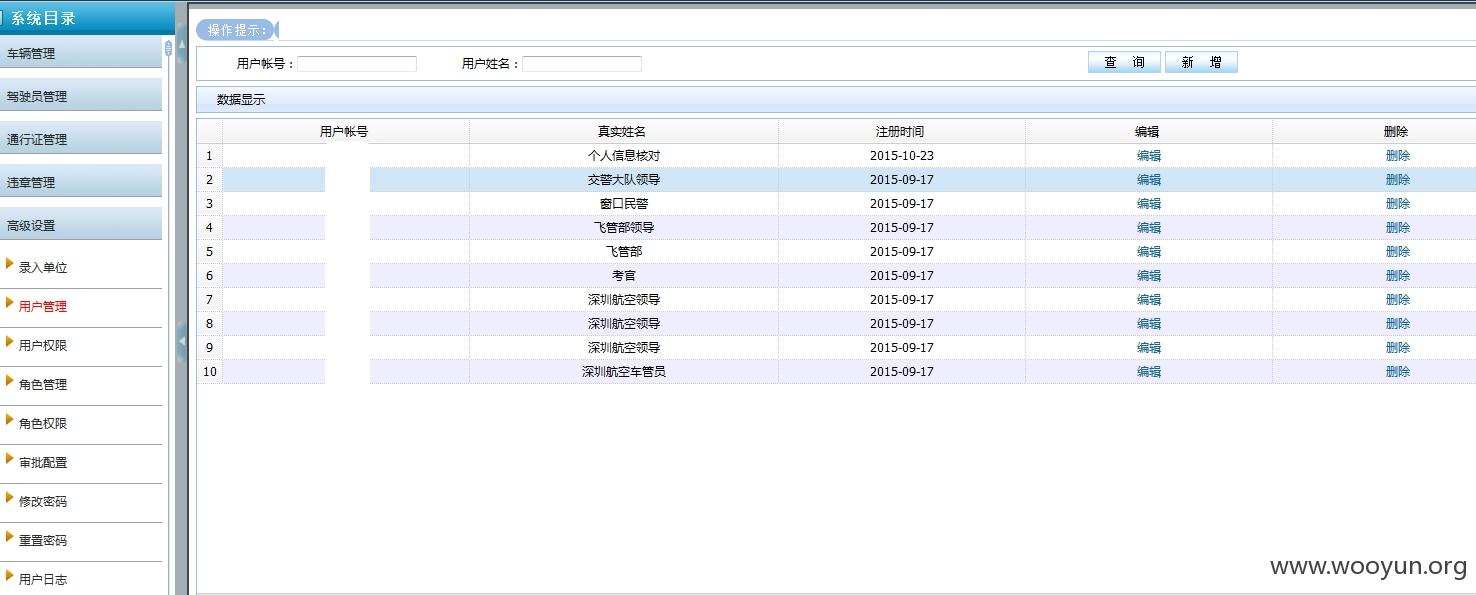 系统目录
车辆管理
驾驶员管理
通行证管理
违章管理
高级设置
录入单位
用户管理
用户权限
角色管理
角色权限
审批配置
修改密码
重置密码
用户日志
操作提示：
用户帐号： 用户姓名： 查 询 新 增
数据显示
用户帐号 真实姓名 注册时间 编辑 删除
1 个人信息核对 2015-10-23 编辑 删除
2 交警大队领导 2015-09-17 编辑 删除
3 窗口民警 2015-09-17 编辑 删除
4 飞管部领导 2015-09-17 编辑 删除
5 飞管部 2015-09-17 编辑 删除
6 考官 2015-09-17 编辑 删除
7 深圳航空领导 2015-09-17 编辑 删除
8 深圳航空领导 2015-09-17 编辑 删除
9 深圳航空领导 2015-09-17 编辑 删除
10 深圳航空车管员 2015-09-17 编辑 删除
www.wooyun.org